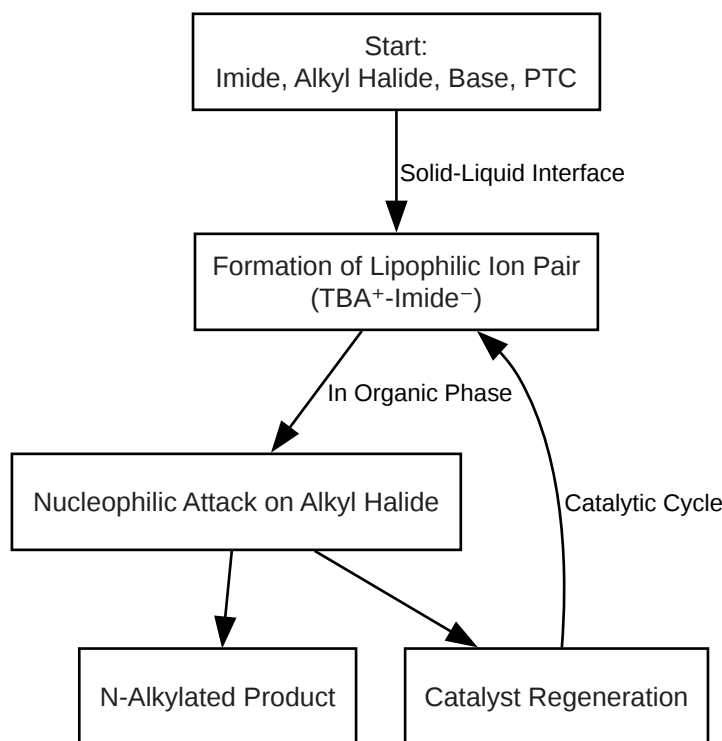 Start:
Imide, Alkyl Halide, Base, PTC
Solid-Liquid Interface
Formation of Lipophilic Ion Pair
(TBA⁺-Imide⁻)
In Organic Phase
Nucleophilic Attack on Alkyl Halide
Catalytic Cycle
N-Alkylated Product
Catalyst Regeneration